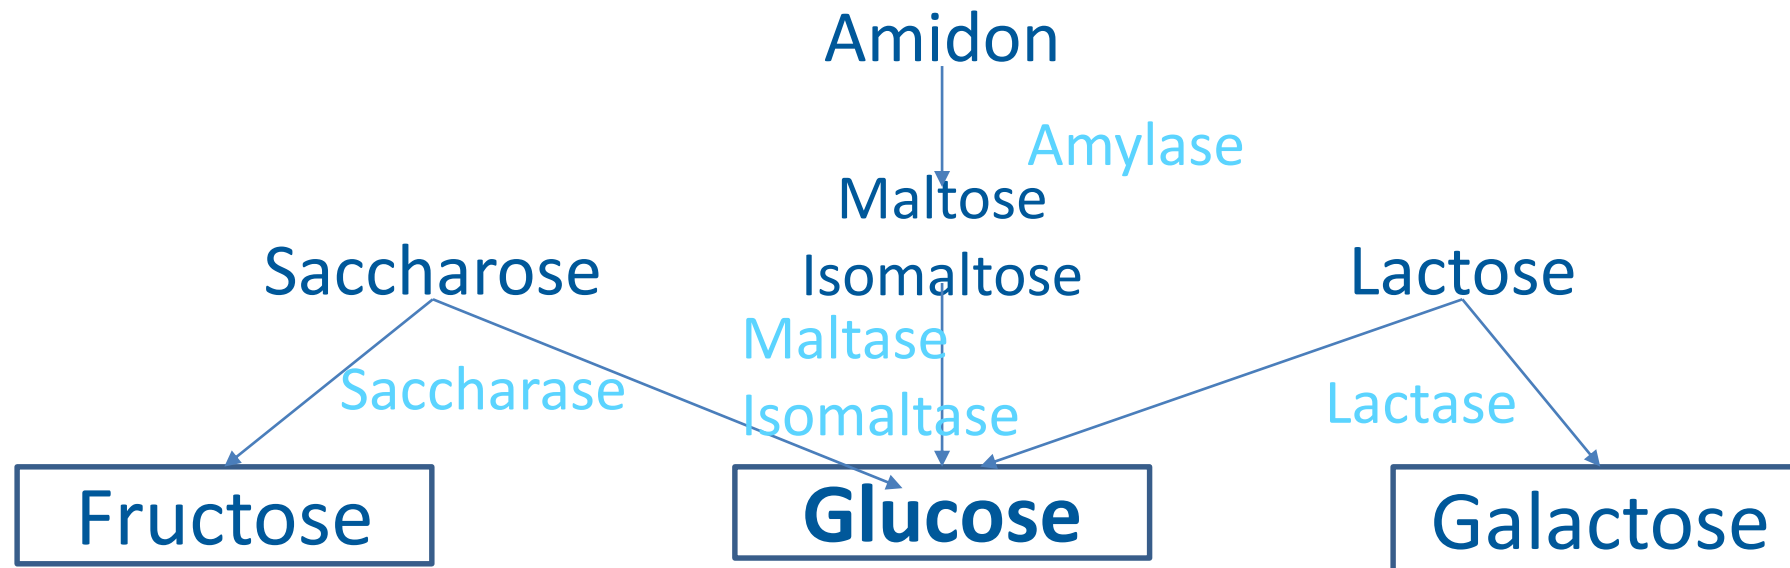 Amidon
Amylase
Maltose
Saccharose
Isomaltose
Lactose
Maltase
Saccharase
Isomaltase
Lactase
Fructose
Glucose
Galactose